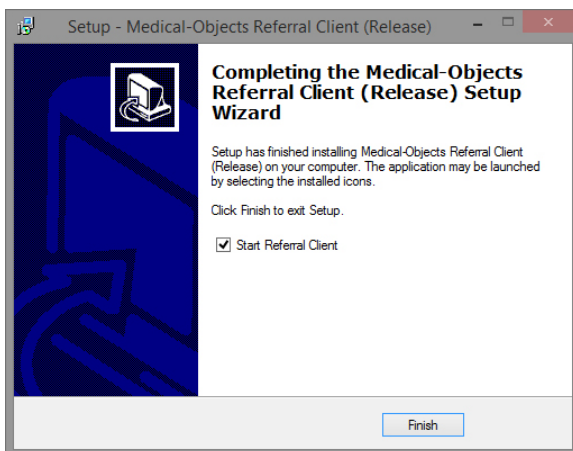 Setup - Medical-Objects Referral Client (Release)
Completing the Medical-Objects
Referral Client (Release) Setup
Wizard
Setup has finished installing Medical-Objects Referral Client
(Release) on your computer. The application may be launched
by selecting the installed icons.
Click Finish to exit Setup.
Start Referral Client
Finish